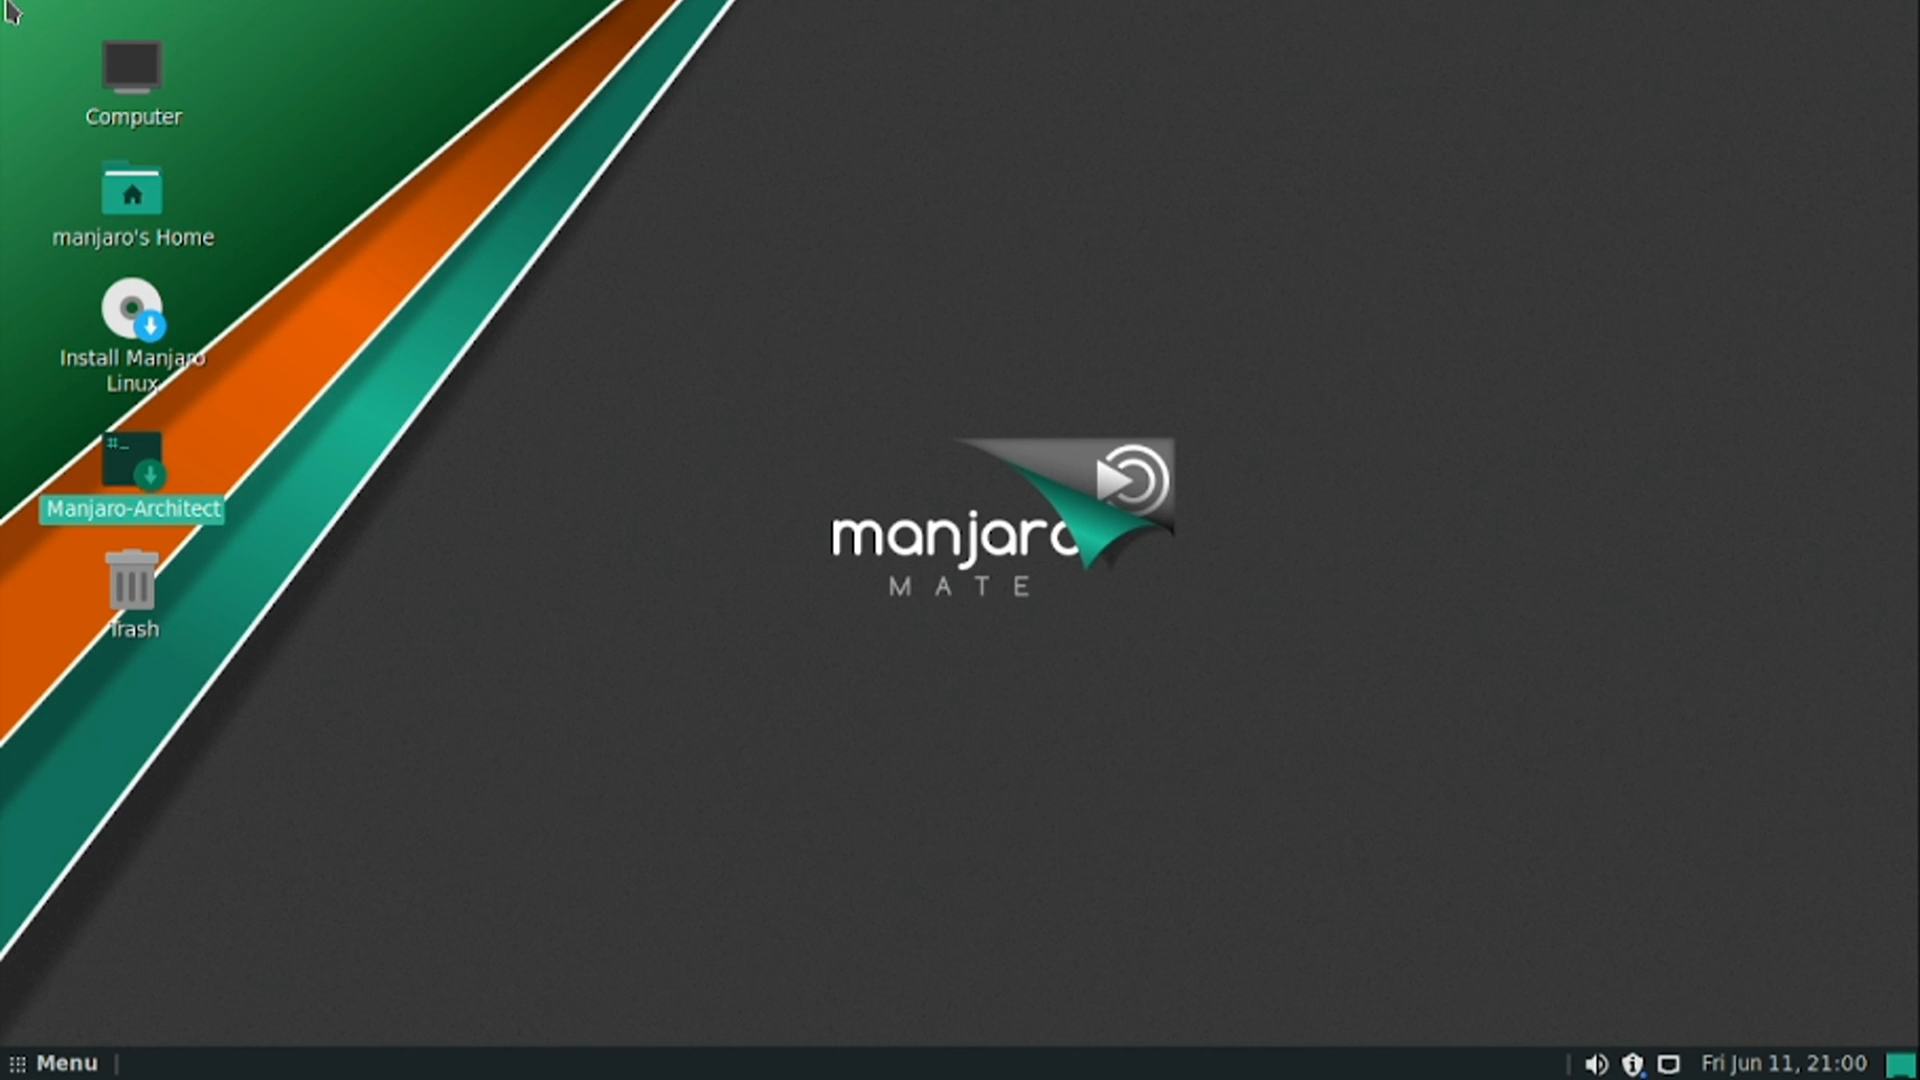 Computer
manjaro's Home
Install Manjaro
Linux
#_
Manjaro-Architect
Trash
manjaro
MATE
Menu
Fri Jun 11, 21:00